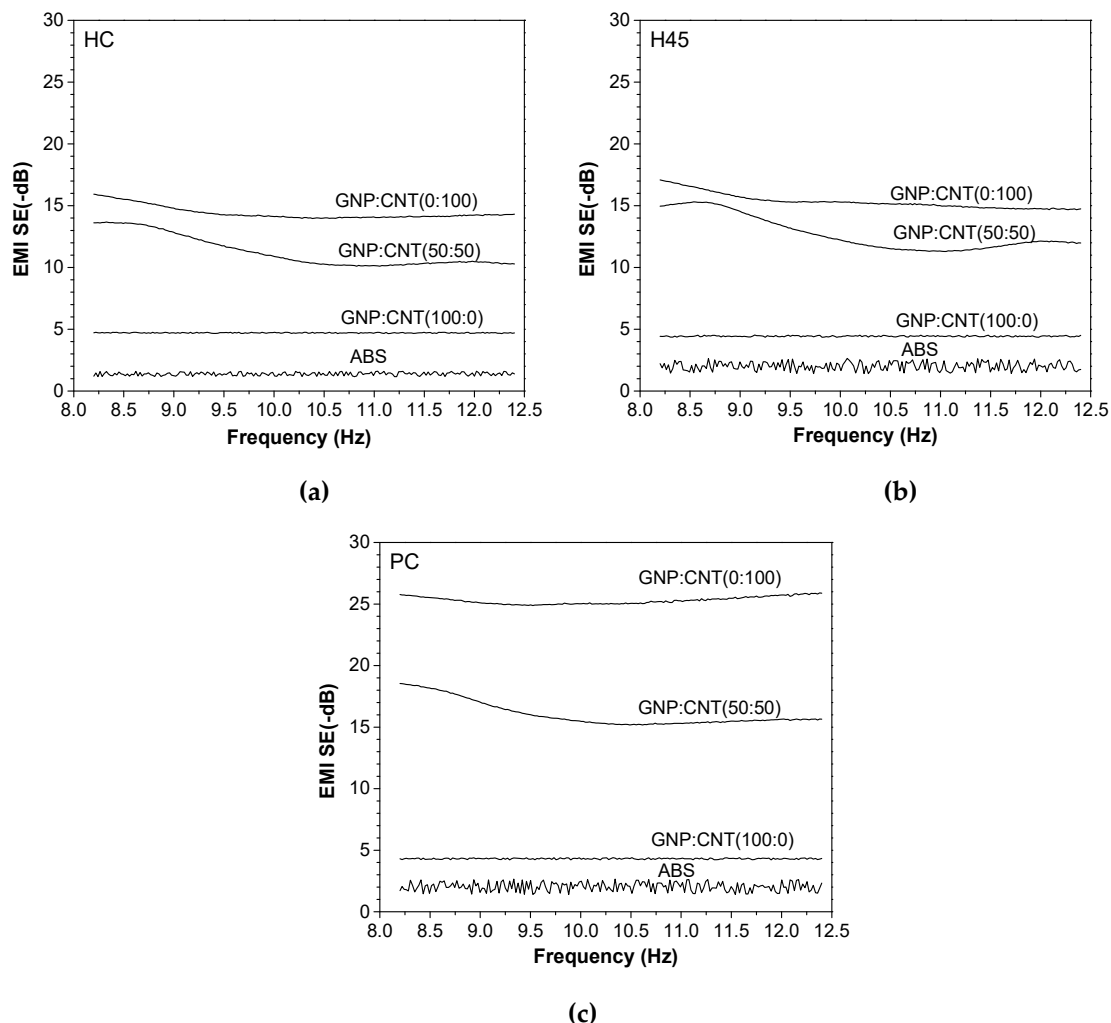 HC
30
25
20
15
10
5
0
EMI SE(-dB)
GNP:CNT(0:100)
GNP:CNT(50:50)
GNP:CNT(100:0)
ABS
8.0 8.5 9.0 9.5 10.0 10.5 11.0 11.5 12.0 12.5
Frequency (Hz)
(a)
H45
30
25
20
15
10
5
0
EMI SE(-dB)
GNP:CNT(0:100)
GNP:CNT(50:50)
GNP:CNT(100:0)
ABS
8.0 8.5 9.0 9.5 10.0 10.5 11.0 11.5 12.0 12.5
Frequency (Hz)
(b)
PC
30
25
20
15
10
5
0
EMI SE(-dB)
GNP:CNT(0:100)
GNP:CNT(50:50)
GNP:CNT(100:0)
ABS
8.0 8.5 9.0 9.5 10.0 10.5 11.0 11.5 12.0 12.5
Frequency (Hz)
(c)